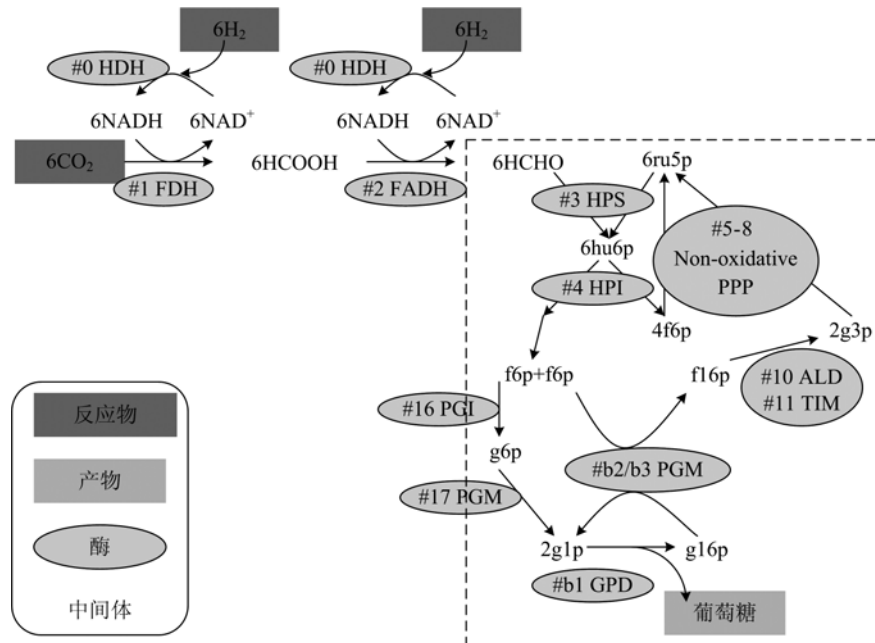 6H₂
6H₂
#0 HDH
#0 HDH
6NADH
6NAD⁺
6NADH
6NAD⁺
6CO₂
6HCOOH
6HCHO
6ru5p
#1 FDH
#2 FADH
#3 HPS
#5-8
Non-oxidative
PPP
6hu6p
#4 HPI
4f6p
2g3p
f6p+f6p
f16p
#10 ALD
#11 TIM
#16 PGI
g6p
#b2/b3 PGM
#17 PGM
2g1p
g16p
#b1 GPD
葡萄糖
反应物
产物
酶
中间体